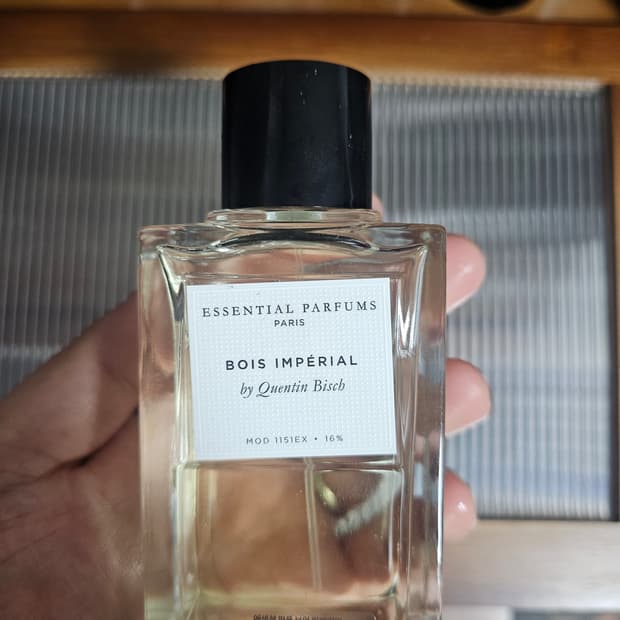 ESSENTIAL PARFUMS
PARIS
BOIS IMPÉRIAL
by Quentin Bisch
MOD 1151EX • 16%